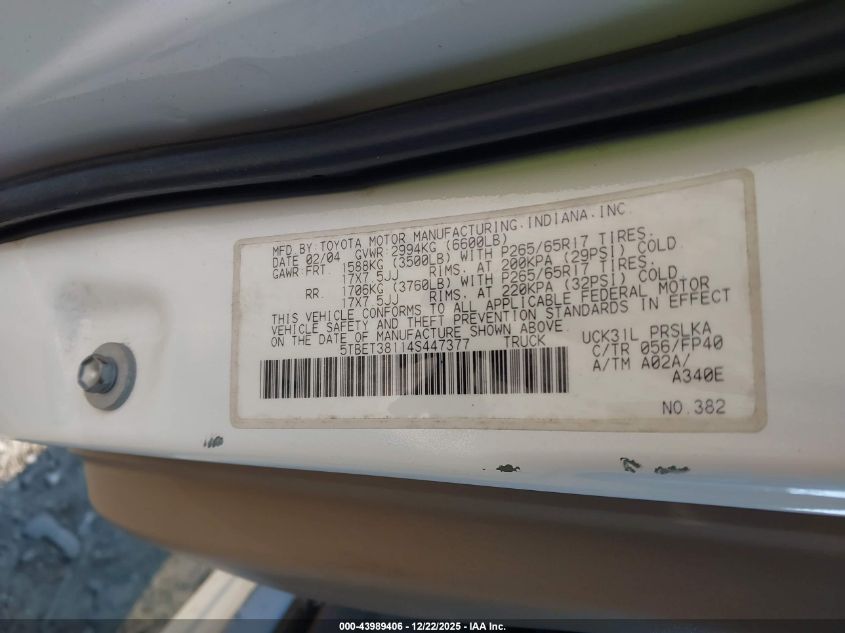 MFD.BY:TOYOTA MOTOR MANUFACTURING.INDIANA.INC.
DATE 02/04 GVWR:2994KG (6600LB)
GAWR:FRT. 1588KG (3500LB) WITH P265/65R17 TIRES.
17X7.5JJ RIMS, AT 200KPA (29PSI) COLD.
RR. 1706KG (3760LB) WITH P265/65R17 TIRES.
17X7.5JJ RIMS, AT 220KPA (32PSI) COLD.
THIS VEHICLE CONFORMS TO ALL APPLICABLE FEDERAL MOTOR
VEHICLE SAFETY AND THEFT PREVENTION STANDARDS IN EFFECT
ON THE DATE OF MANUFACTURE SHOWN ABOVE.
5TBET38114S447377 TRUCK
UCK31L PRSLKA
C/TR 056/FP40
A/TM A02A/
A340E
NO.382
000-43989406 - 12/22/2025 - IAA Inc.